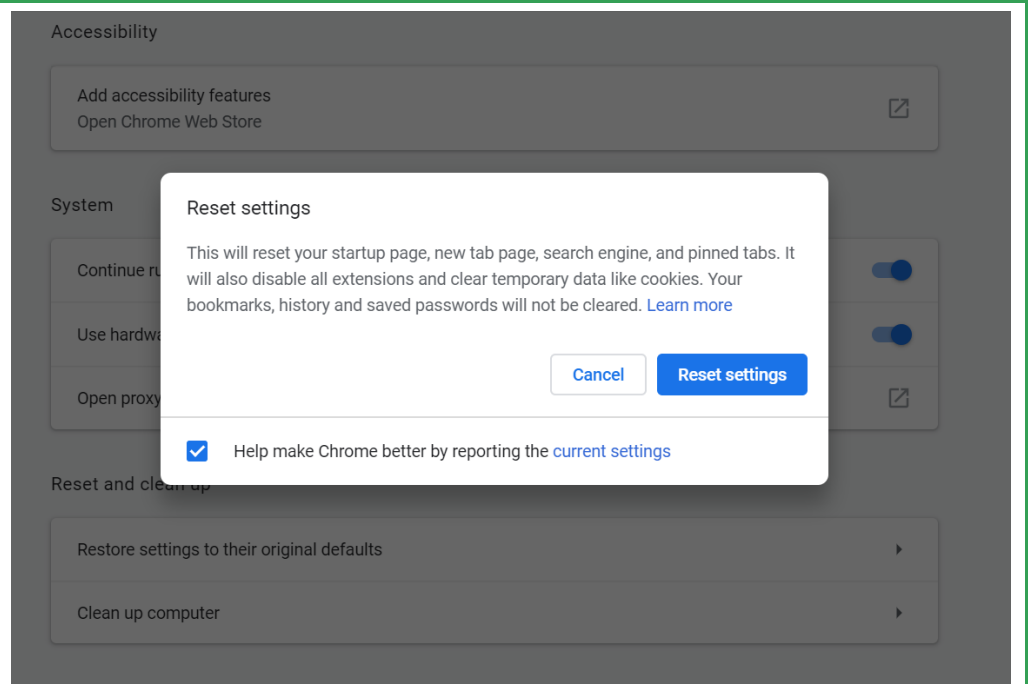 Accessibility
Add accessibility features
Open Chrome Web Store
System
Reset settings
This will reset your startup page, new tab page, search engine, and pinned tabs. It
will also disable all extensions and clear temporary data like cookies. Your
bookmarks, history and saved passwords will not be cleared. Learn more
Continue
Use
Open proxy
Cancel
Reset settings
Help make Chrome better by reporting the current settings
Reset and clean up
Restore settings to their original defaults
Clean up computer